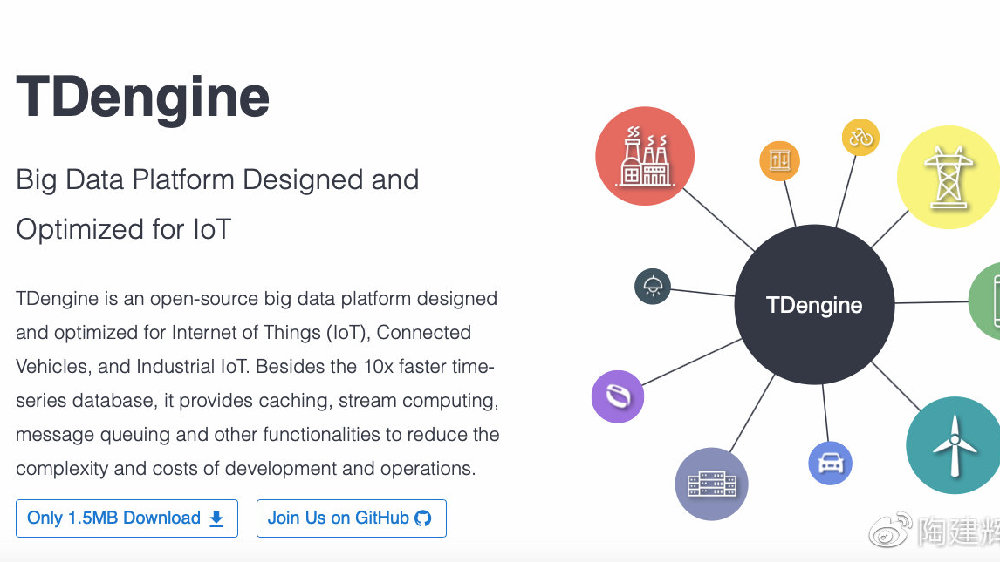 TDengine
Big Data Platform Designed and
Optimized for IoT
TDengine is an open-source big data platform designed
and optimized for Internet of Things (IoT), Connected
Vehicles, and Industrial IoT. Besides the 10x faster time-
series database, it provides caching, stream computing,
message queuing and other functionalities to reduce the
complexity and costs of development and operations.
Only 1.5MB Download
Join Us on GitHub
TDengine
陶建辉